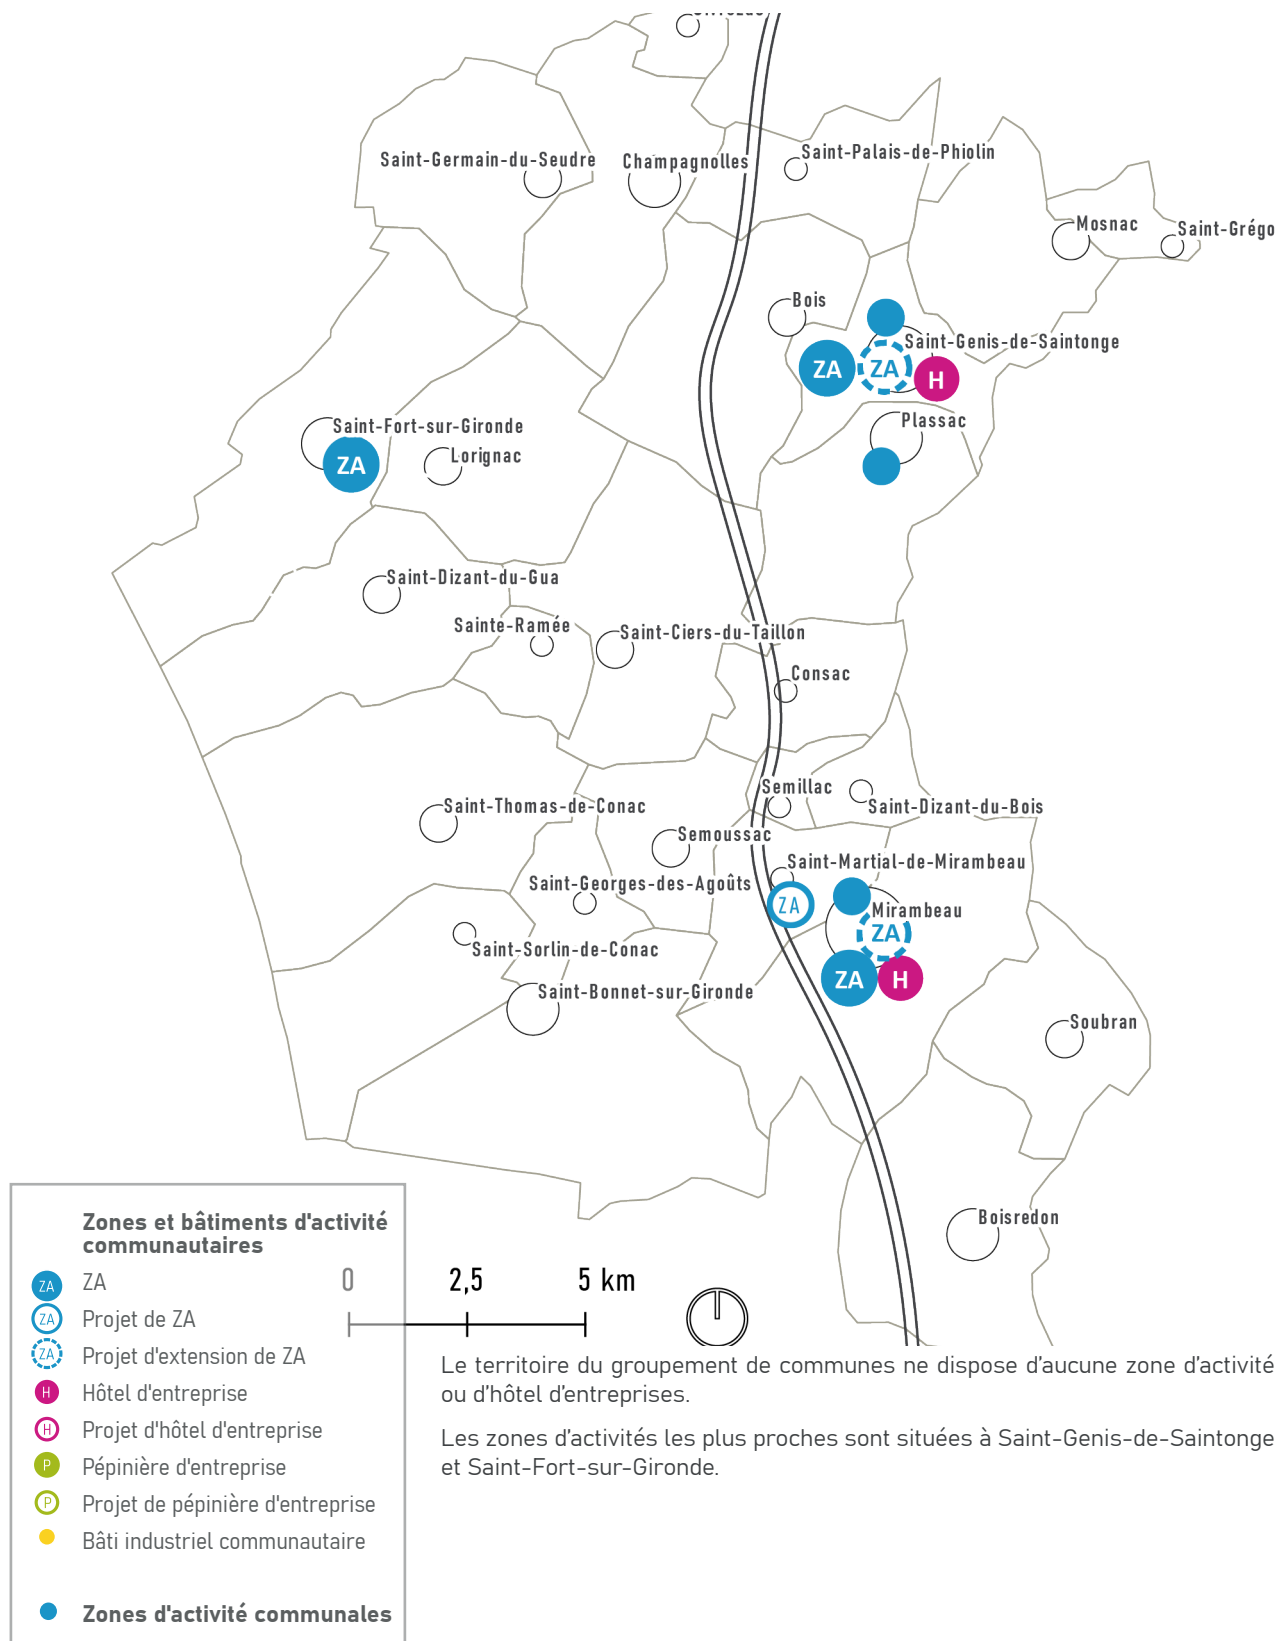 Saint-Germain-du-Seudre
Champagnolles
Saint-Palais-de-Phiolin
Mosnac
Saint-Grégo
Bois
Saint-Genis-de-Saintonge
ZA
ZA
H
Plassac
Saint-Fort-sur-Gironde
ZA
Lorignac
Saint-Dizant-du-Gua
Sainte-Ramée
Saint-Ciers-du-Taillon
Consac
Semillac
Saint-Dizant-du-Bois
Saint-Thomas-de-Conac
Semoussac
Saint-Martial-de-Mirambeau
Saint-Georges-des-Agoûts
ZA
Mirambeau
ZA
Saint-Sorlin-de-Conac
ZA
H
Saint-Bonnet-sur-Gironde
Soubran
Boisredon
Zones et bâtiments d'activité
communautaires
ZA ZA
ZA Projet de ZA
ZA Projet d'extension de ZA
H Hôtel d'entreprise
H Projet d'hôtel d'entreprise
P Pépinière d'entreprise
P Projet de pépinière d'entreprise
Bâti industriel communautaire
Zones d'activité communales
0 2,5 5 km
Le territoire du groupement de communes ne dispose d'aucune zone d'activité
ou d'hôtel d'entreprises.
Les zones d'activités les plus proches sont situées à Saint-Genis-de-Saintonge
et Saint-Fort-sur-Gironde.